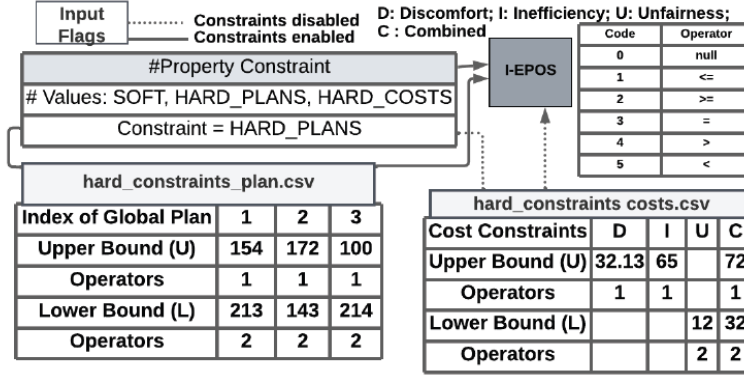 Input
Flags
Constraints disabled
Constraints enabled
D: Discomfort; I: Inefficiency; U: Unfairness;
C : Combined
#Property Constraint
# Values: SOFT, HARD_PLANS, HARD_COSTS
Constraint = HARD_PLANS
I-EPOS
Code Operator
0 null
1 <=
2 >=
3 =
4 >
5 <
hard_constraints_plan.csv
Index of Global Plan 1 2 3
Upper Bound (U) 154 172 100
Operators 1 1 1
Lower Bound (L) 213 143 214
Operators 2 2 2
hard_constraints costs.csv
Cost Constraints D I U C
Upper Bound (U) 32.13 65 72
Operators 1 1 1
Lower Bound (L) 12 32
Operators 2 2